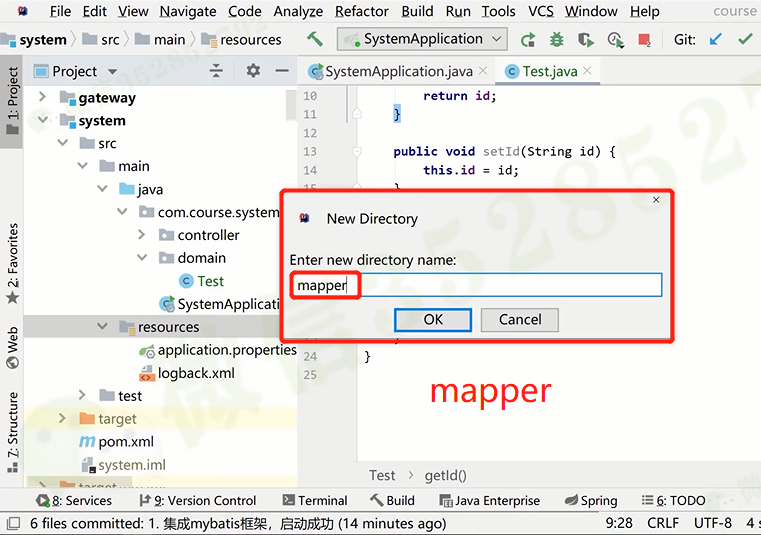 File Edit View Navigate Code Analyze Refactor Build Run Tools VCS Window Help course
system src main resources SystemApplication Git:
1: Project
2: Favorites
Web
7: Structure
Project
SystemApplication.java Test.java
gateway
system
src
main
java
com.course.system
controller
domain
Test
SystemApplicati
resources
application.properties
logback.xml
test
target
pom.xml
system.iml
target
10 return id;
11 }
12
13 public void setId(String id) {
14 this.id = id;
15 }
New Directory
Enter new directory name:
mapper
OK Cancel
24 }
25
mapper
Test getId()
8: Services 9: Version Control Terminal Build Java Enterprise Spring 6: TODO
6 files committed: 1. 集成mybatis框架，启动成功 (14 minutes ago) 9:28 CRLF UTF-8 4 s